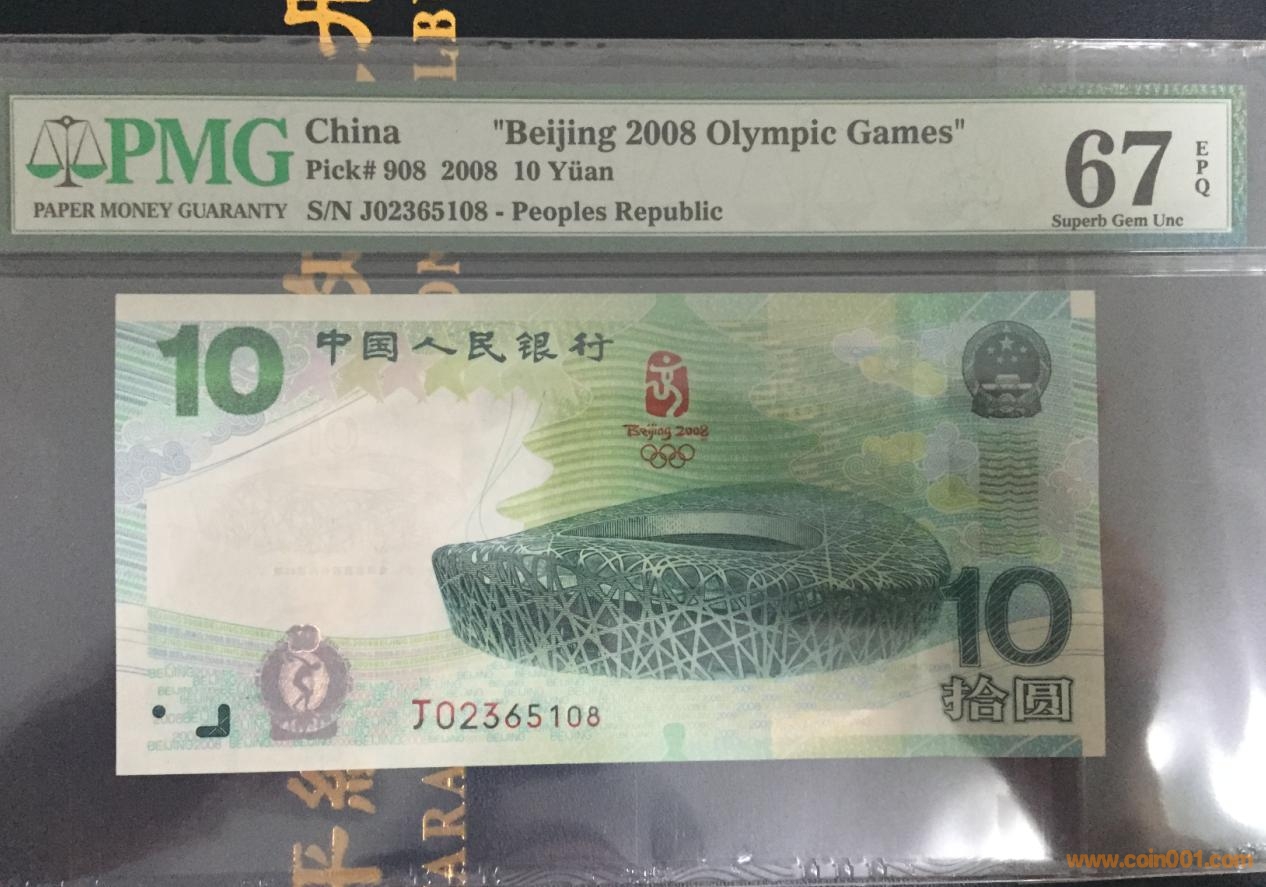 PMG
PAPER MONEY GUARANTY
China "Beijing 2008 Olympic Games"
Pick# 908 2008 10 Yüan
S/N J02365108 - Peoples Republic
67
EPQ
Superb Gem Unc
10
中国人民银行
Beijing 2008
10
拾圆
J02365108
BEIJING2008
www.coin001.com